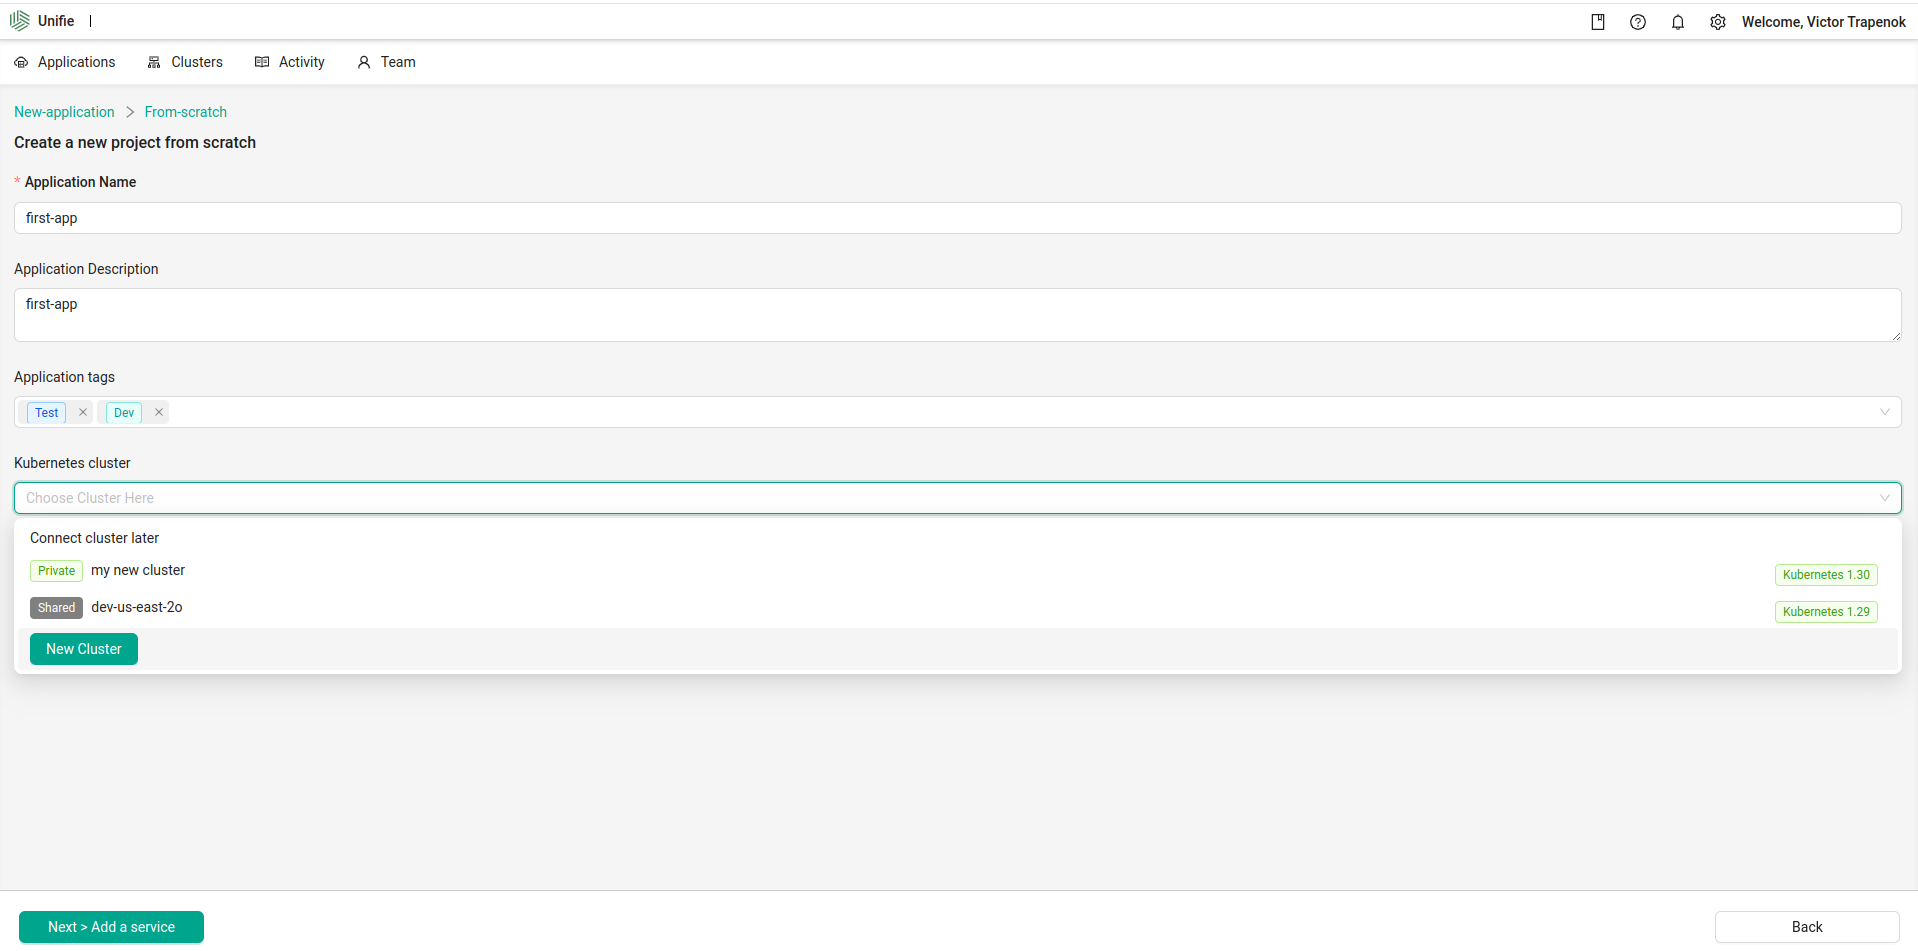 Unifie
Welcome, Victor Trapenok
Applications Clusters Activity Team
New-application > From-scratch
Create a new project from scratch
* Application Name
first-app
Application Description
first-app
Application tags
Test × Dev ×
Kubernetes cluster
Choose Cluster Here
Connect cluster later
Private my new cluster Kubernetes 1.30
Shared dev-us-east-2o Kubernetes 1.29
New Cluster
Next > Add a service Back